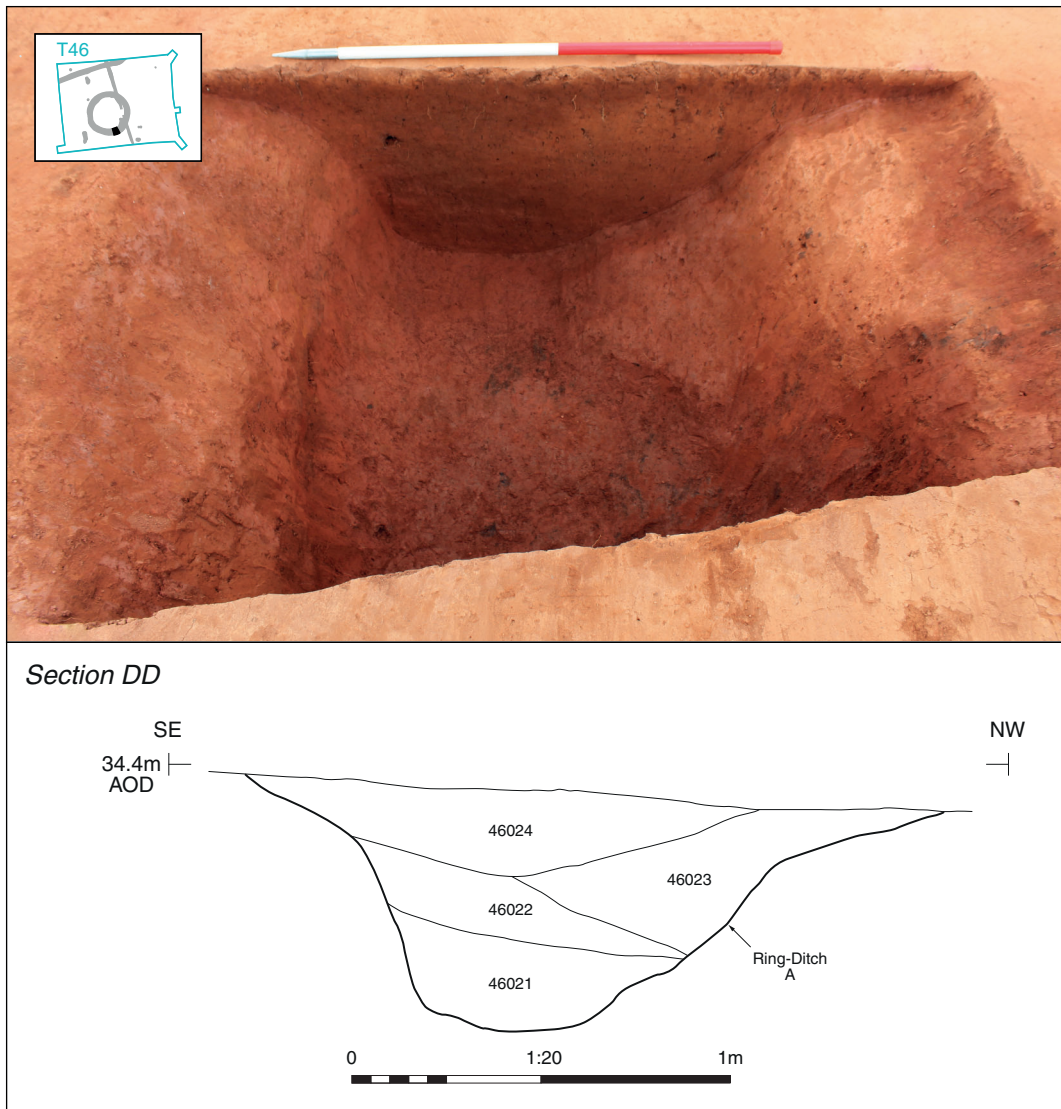 T46
Section DD
SE
NW
34.4m
AOD
46024
46023
46022
Ring-Ditch
A
46021
0
1:20
1m